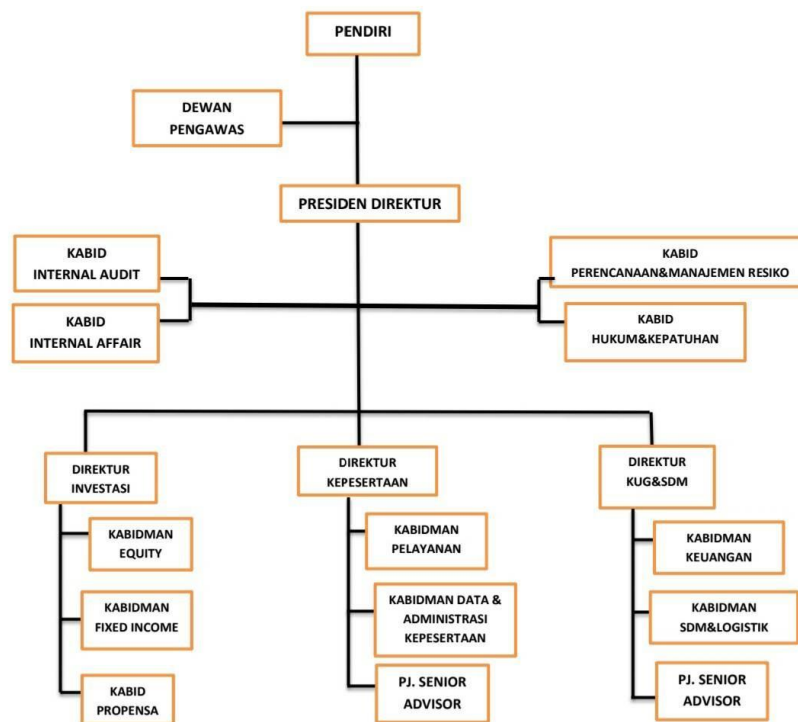 PENDIRI
DEWAN
PENGAWAS
PRESIDEN DIREKTUR
KABID
INTERNAL AUDIT
KABID
PERENCANAAN&MANAJEMEN RESIKO
KABID
INTERNAL AFFAIR
KABID
HUKUM&KEPATUHAN
DIREKTUR
INVESTASI
DIREKTUR
KEPESERTAAN
DIREKTUR
KUG&SDM
KABIDMAN
EQUITY
KABIDMAN
PELAYANAN
KABIDMAN
KEUANGAN
KABIDMAN
FIXED INCOME
KABIDMAN DATA &
ADMINISTRASI
KEPESERTAAN
KABIDMAN
SDM&LOGISTIK
KABID
PROPENSA
PJ. SENIOR
ADVISOR
PJ. SENIOR
ADVISOR